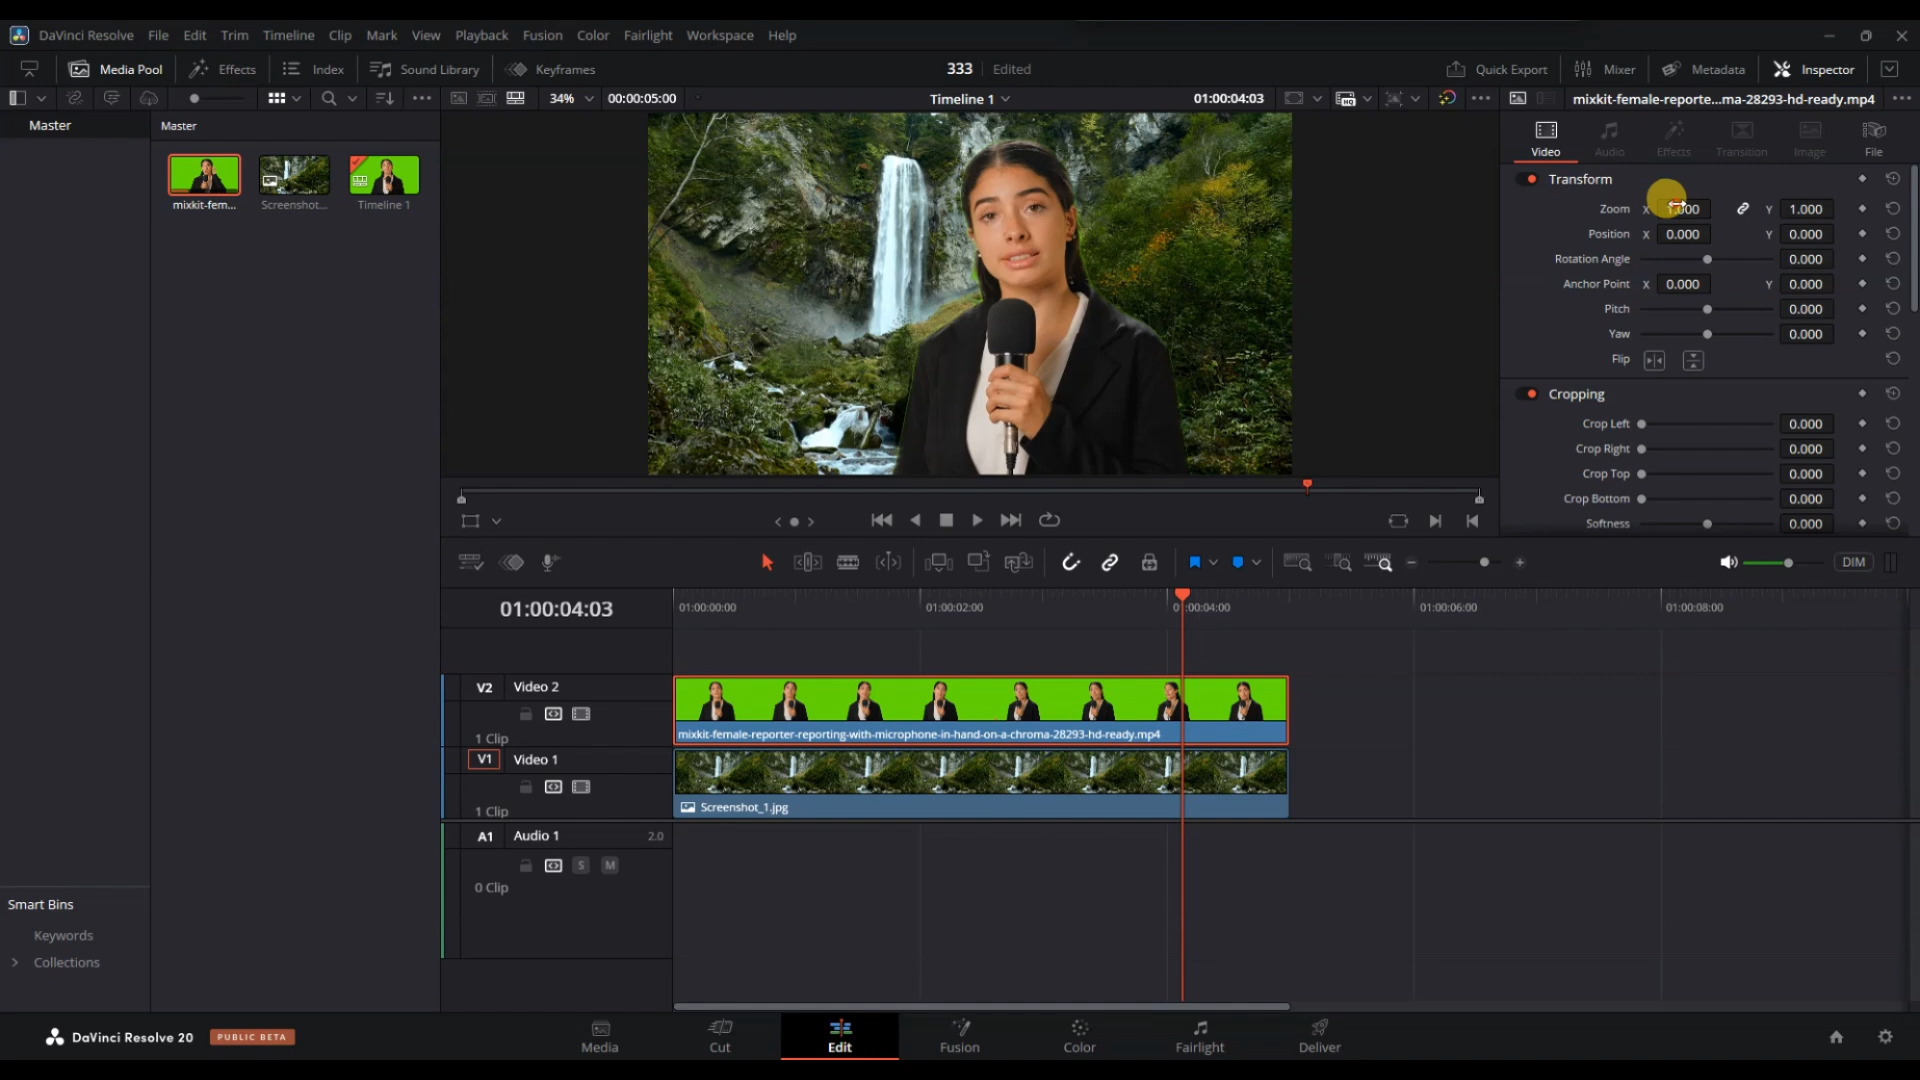 DaVinci Resolve File Edit Trim Timeline Clip Mark View Playback Fusion Color Fairlight Workspace Help
Media Pool Effects Index Sound Library Keyframes 333 Edited Quick Export Mixer Metadata Inspector
34% 00:00:05:00 Timeline 1 01:00:04:03 mixkit-female-reporte...ma-28293-hd-ready.mp4
Master Master
Video Audio Effects Transition Image File
mixkit-fem... Screenshot... Timeline 1
Transform
Zoom X 1.000 Y 1.000
Position X 0.000 Y 0.000
Rotation Angle 0.000
Anchor Point X 0.000 Y 0.000
Pitch 0.000
Yaw 0.000
Flip
Cropping
Crop Left 0.000
Crop Right 0.000
Crop Top 0.000
Crop Bottom 0.000
Softness 0.000
DIM
01:00:04:03 01:00:00:00 01:00:02:00 01:00:04:00 01:00:06:00 01:00:08:00
V2 Video 2
1 Clip
mixkit-female-reporter-reporting-with-microphone-in-hand-on-a-chroma-28293-hd-ready.mp4
V1 Video 1
1 Clip
Screenshot_1.jpg
A1 Audio 1 2.0
S M
0 Clip
Smart Bins
Keywords
Collections
DaVinci Resolve 20 PUBLIC BETA
Media Cut Edit Fusion Color Fairlight Deliver